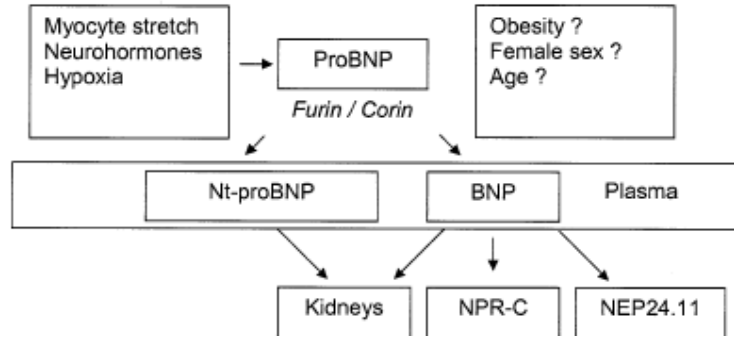 Myocyte stretch
Neurohormones
Hypoxia
ProBNP
Obesity ?
Female sex ?
Age ?
Furin / Corin
Nt-proBNP
BNP
Plasma
Kidneys
NPR-C
NEP24.11